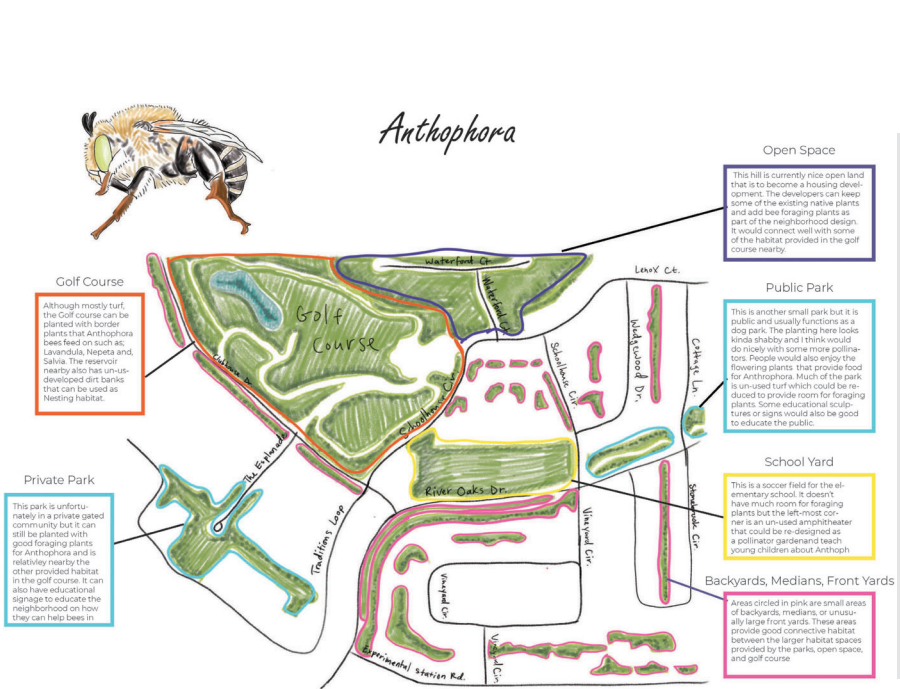 Anthophora
Open Space
This hill is currently nice open land
that is to become a housing devel-
opment. The developers can keep
some of the existing native plants
and add bee foraging plants as
part of the neighborhood design.
It would connect well with some
of the habitat provided in the golf
course nearby.
Golf Course
Although mostly turf,
the Golf course can be
planted with border
plants that Anthophora
bees feed on such as;
Lavandula, Nepeta and,
Salvia. The reservoir
nearby also has un-us-
developed dirt banks
that can be used as
Nesting habitat.
Public Park
This is another small park but it is
public and usually functions as a
dog park. The planting here looks
kinda shabby and I think would
do nicely with some more pollina-
tors. People would also enjoy the
flowering plants that provide food
for Anthrophora. Much of the park
is un-used turf which could be re-
duced to provide room for foraging
plants. Some educational sculp-
tures or signs would also be good
to educate the public.
School Yard
This is a soccer field for the el-
ementary school. It doesn't
have much room for foraging
plants but the left-most cor-
ner is an un-used amphitheater
that could be re-designed as
a pollinator gardenand teach
young children about Anthoph
Private Park
This park is unfortu-
nately in a private gated
community but it can
still be planted with
good foraging plants
for Anthophora and is
relativley nearby the
other provided habitat
in the golf course. It can
also have educational
signage to educate the
neighborhood on how
they can help bees in
Backyards, Medians, Front Yards
Areas circled in pink are small areas
of backyards, medians, or unusu-
ally large front yards. These areas
provide good connective habitat
between the larger habitat spaces
provided by the parks, open space,
and golf course
Waterfont Ct.
Waterfont Ct.
Lenox Ct.
Golf
Course
Wedgewood Dr.
Cottage Ln.
Schoolhouse Cir.
Schoolhouse Cir.
Clubhouse Dr.
The Esplanade
River Oaks Dr.
Traditions Loop
Vineyard Cir.
Stonebrook Cir.
Vineyard Cir.
Vineyard Cir.
Experimental Station Rd.